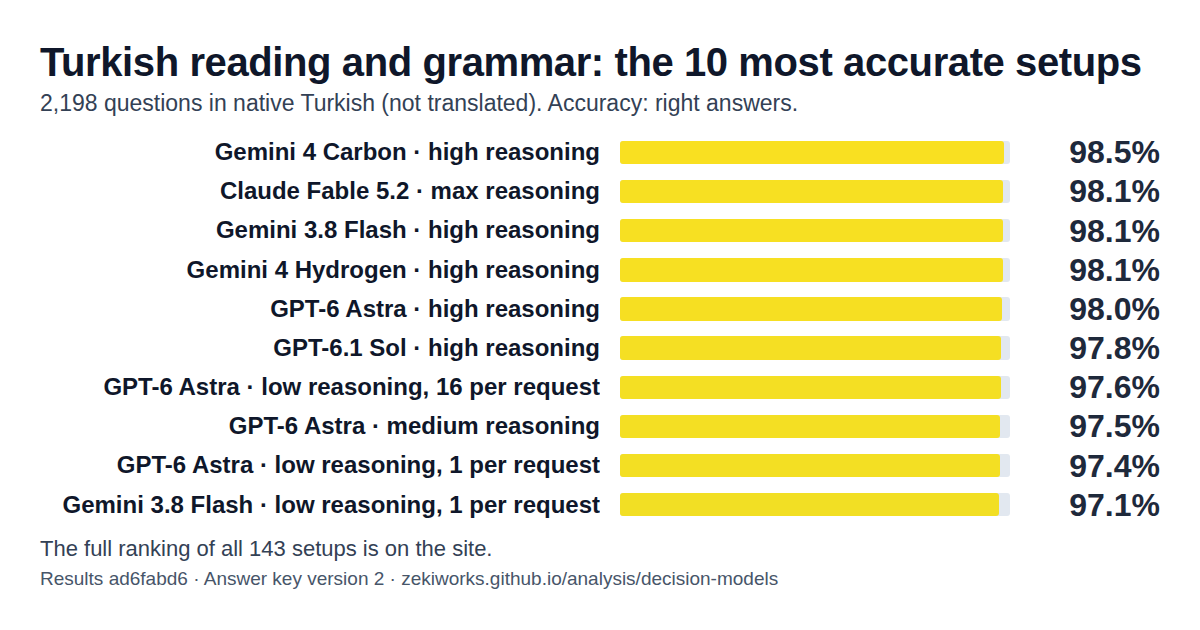 Turkish reading and grammar: the 10 most accurate setups
2,198 questions in native Turkish (not translated). Accuracy: right answers.
Gemini 4 Carbon · high reasoning 98.5%
Claude Fable 5.2 · max reasoning 98.1%
Gemini 3.8 Flash · high reasoning 98.1%
Gemini 4 Hydrogen · high reasoning 98.1%
GPT-6 Astra · high reasoning 98.0%
GPT-6.1 Sol · high reasoning 97.8%
GPT-6 Astra · low reasoning, 16 per request 97.6%
GPT-6 Astra · medium reasoning 97.5%
GPT-6 Astra · low reasoning, 1 per request 97.4%
Gemini 3.8 Flash · low reasoning, 1 per request 97.1%
The full ranking of all 143 setups is on the site.
Results ad6fabd6 · Answer key version 2 · zekiworks.github.io/analysis/decision-models